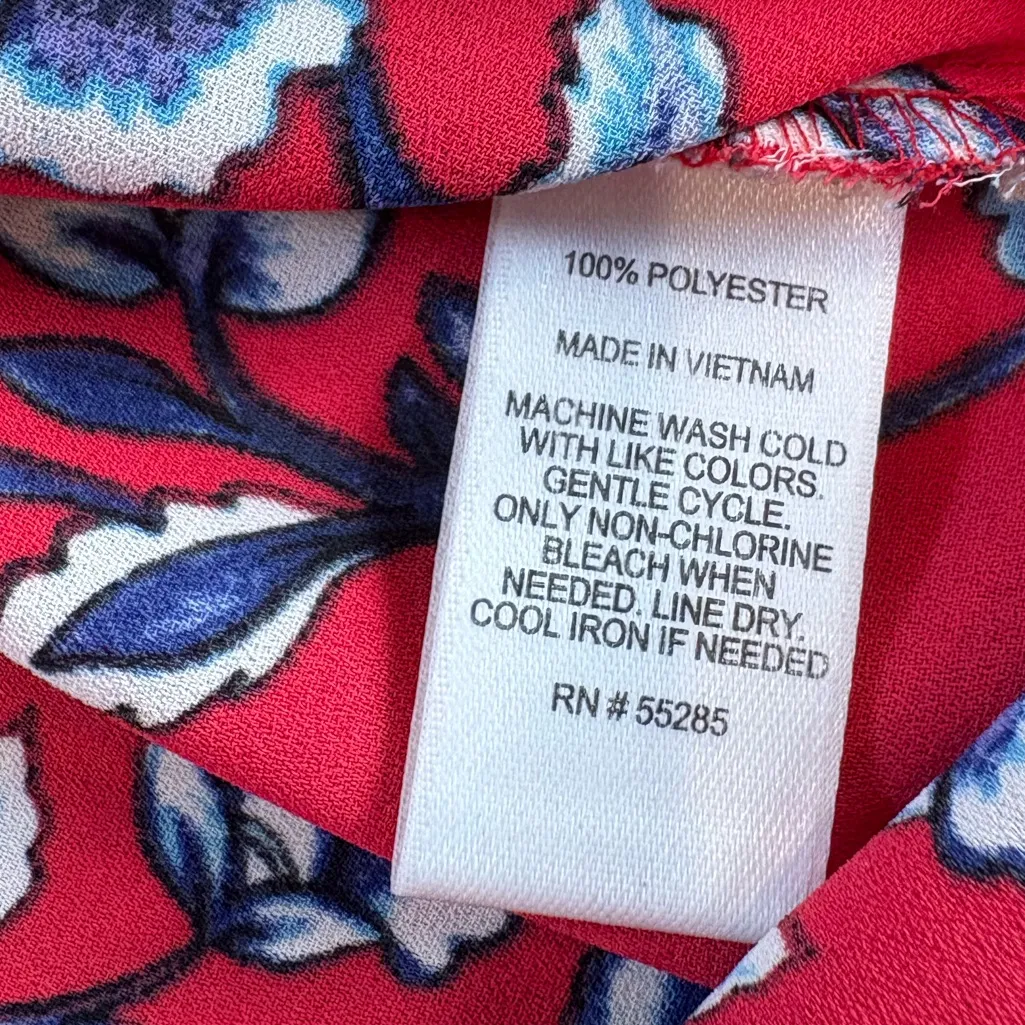 100% POLYESTER
MADE IN VIETNAM
MACHINE WASH COLD
WITH LIKE COLORS.
GENTLE CYCLE.
ONLY NON-CHLORINE
BLEACH WHEN
NEEDED. LINE DRY.
COOL IRON IF NEEDED
RN # 55285